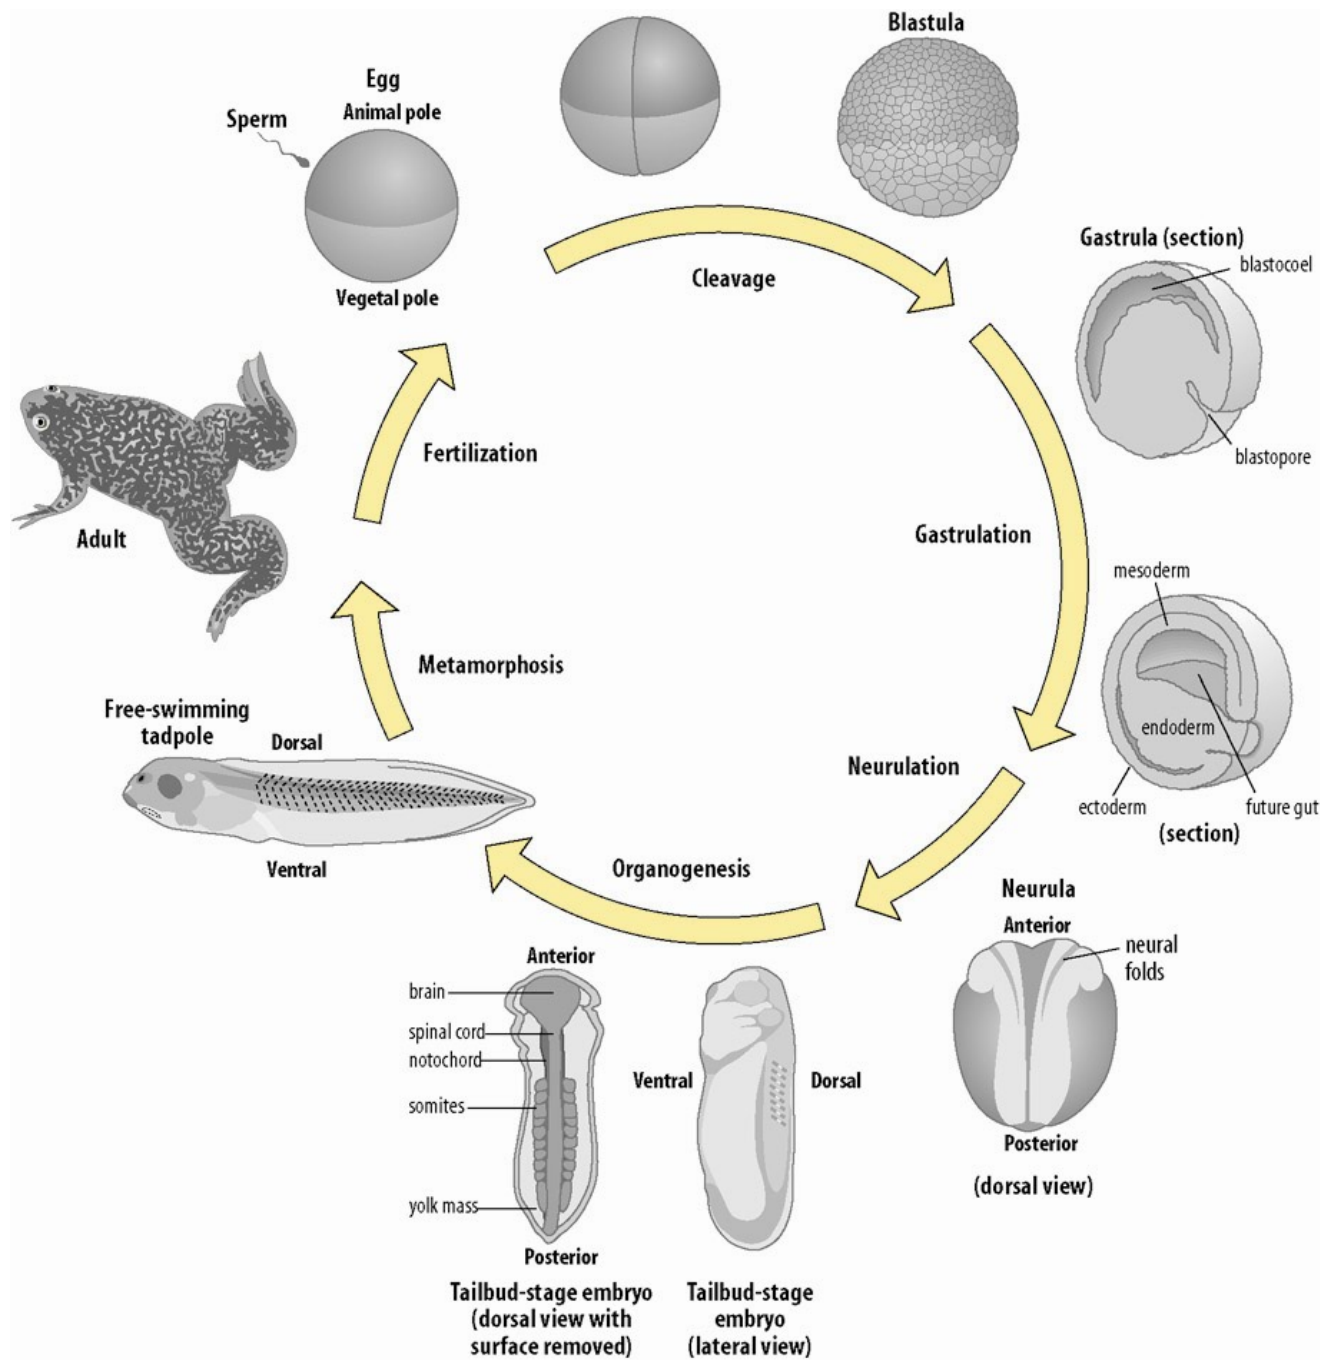 Blastula
Egg
Animal pole
Sperm
Vegetal pole
Cleavage
Gastrula (section)
blastocoel
blastopore
Fertilization
Gastrulation
Adult
mesoderm
endoderm
ectoderm
future gut
(section)
Metamorphosis
Free-swimming
tadpole
Dorsal
Ventral
Neurulation
Organogenesis
Neurula
Anterior
neural
folds
Posterior
(dorsal view)
Anterior
brain
spinal cord
notochord
somites
yolk mass
Posterior
Tailbud-stage embryo
(dorsal view with
surface removed)
Ventral
Dorsal
Tailbud-stage
embryo
(lateral view)